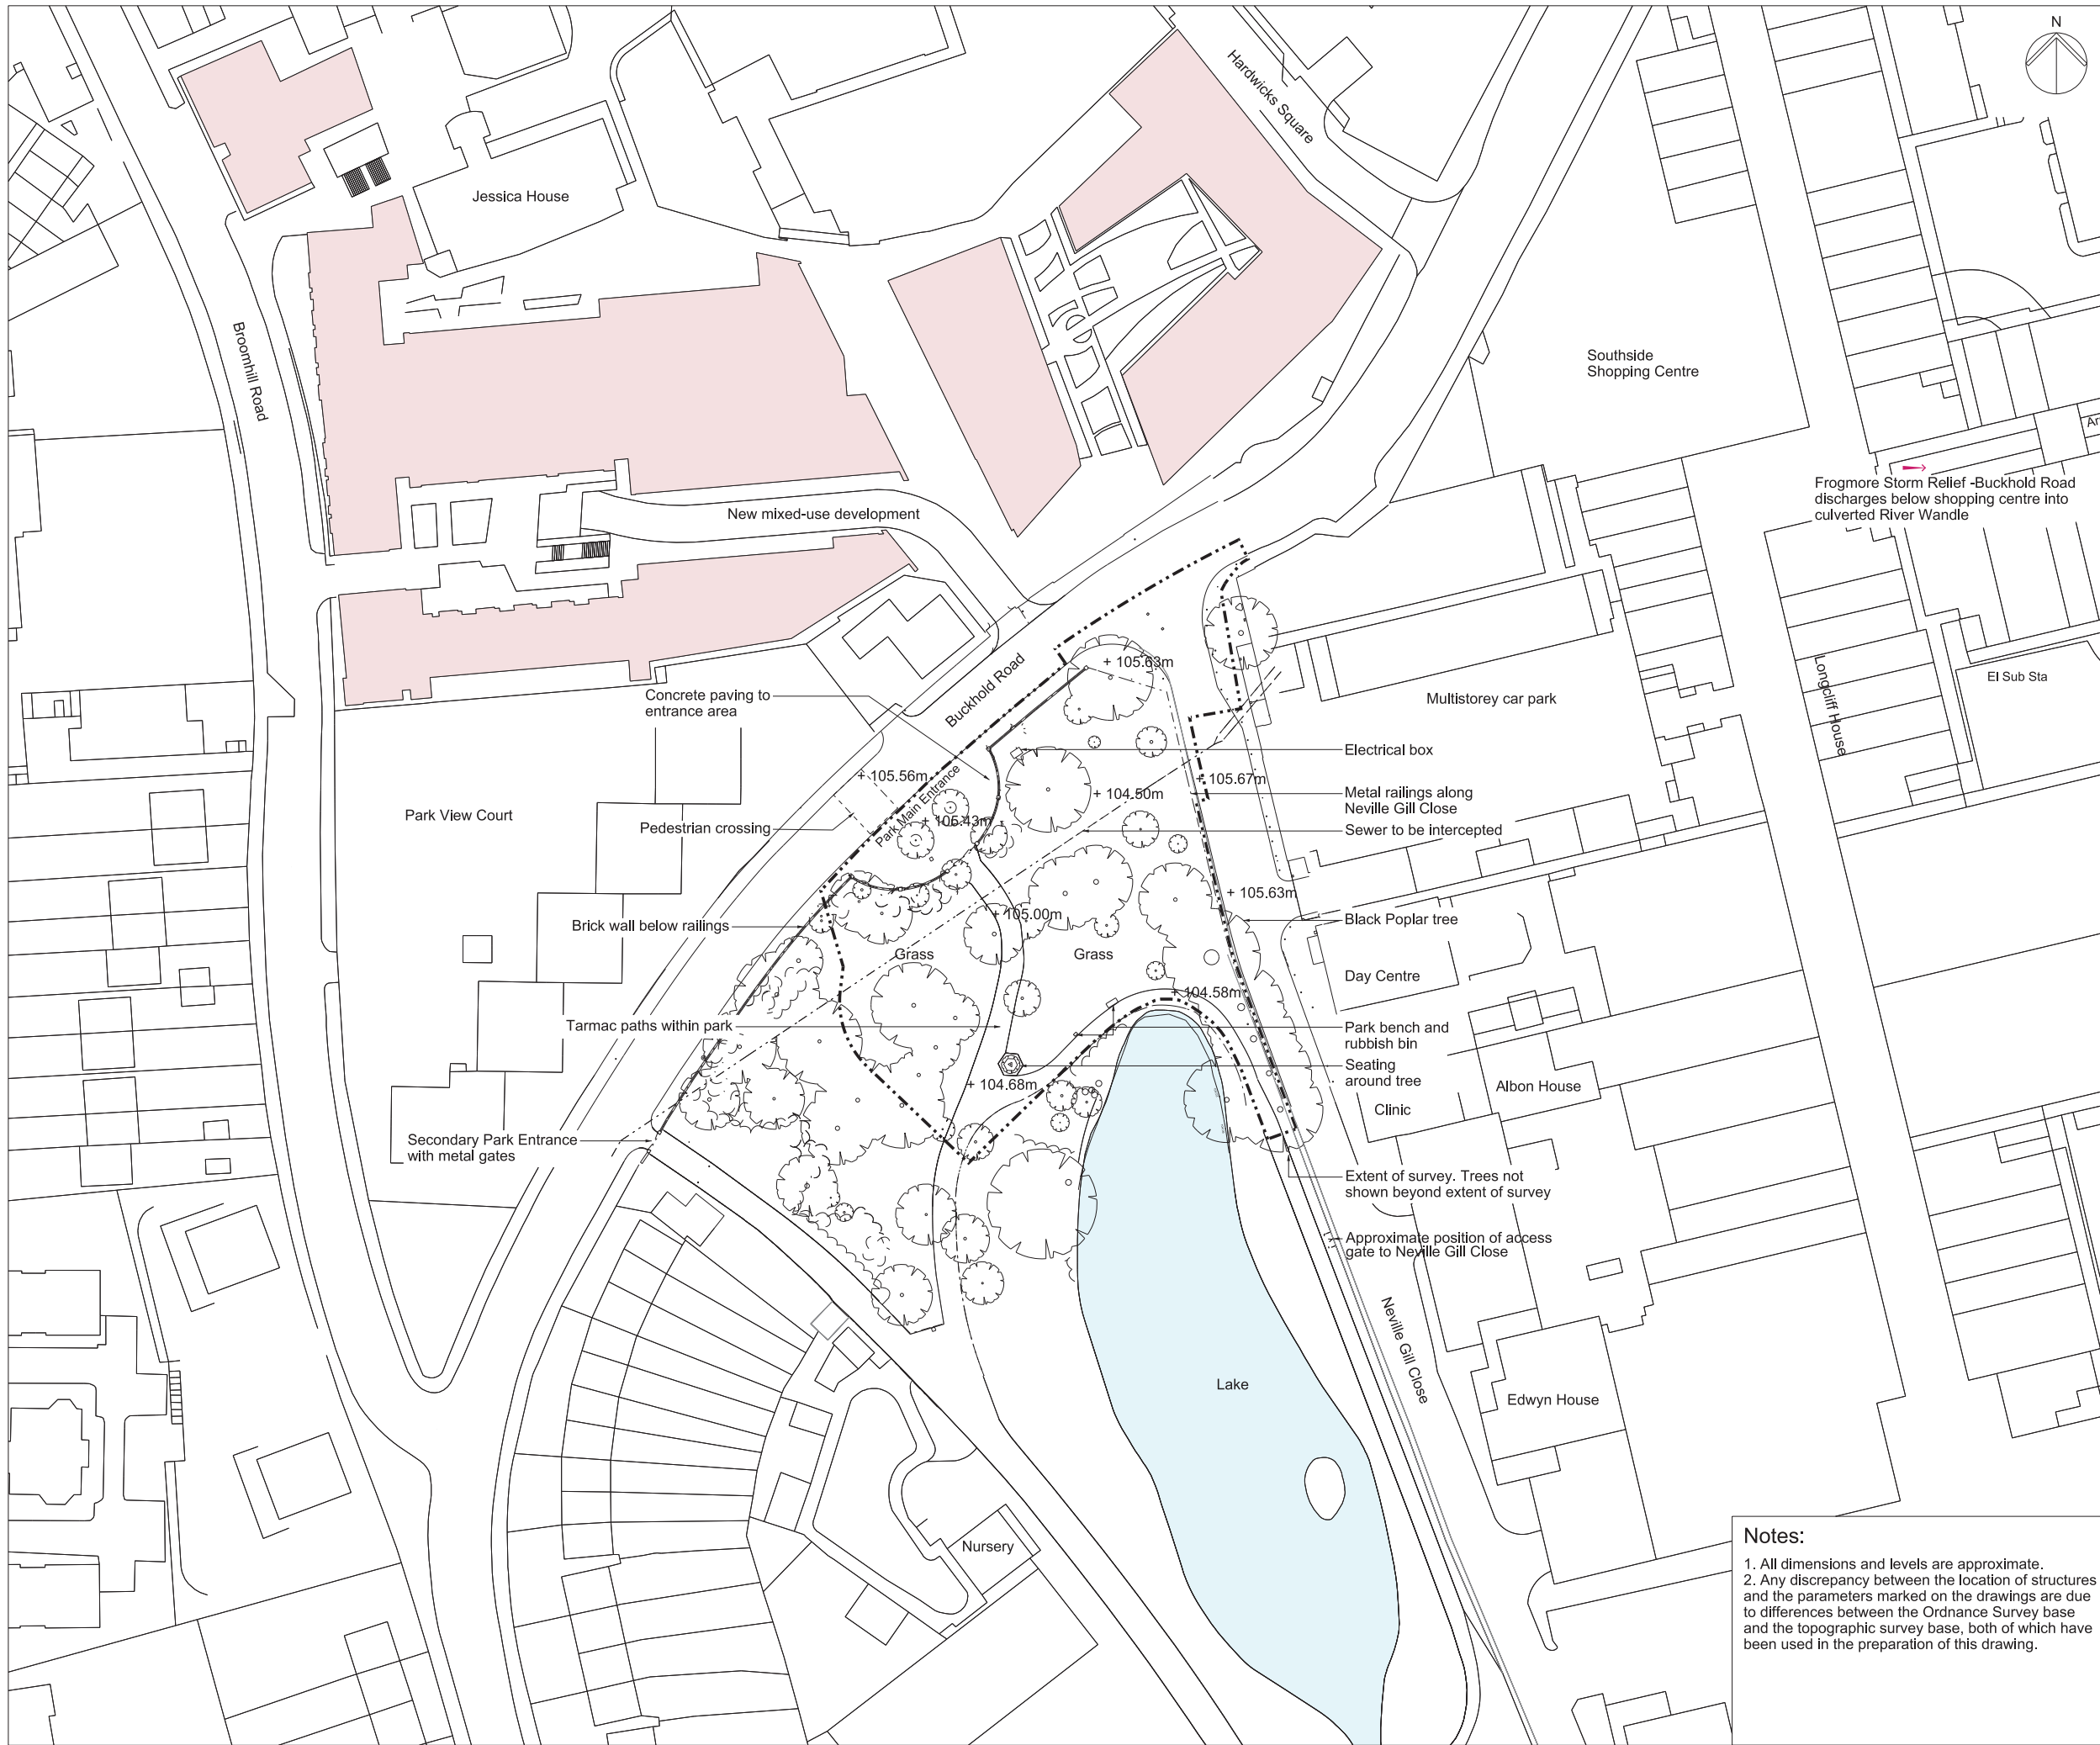 N
Hardwicks Square
Jessica House
Broomhill Road
Southside
Shopping Centre
Frogmore Storm Relief -Buckhold Road
discharges below shopping centre into
culverted River Wandle
New mixed-use development
Buckhold Road
+ 105.63m
Concrete paving to
entrance area
Multistorey car park
Longcliff House
El Sub Sta
Electrical box
+ 105.56m
Park Main Entrance
+ 105.67m
+ 104.50m
Metal railings along
Neville Gill Close
Park View Court
Pedestrian crossing
+ 105.43m
Sewer to be intercepted
+ 105.63m
+ 105.00m
Black Poplar tree
Brick wall below railings
Grass
Grass
Day Centre
+ 104.58m
Tarmac paths within park
Park bench and
rubbish bin
Seating
around tree
+ 104.68m
Albon House
Clinic
Secondary Park Entrance
with metal gates
Extent of survey. Trees not
shown beyond extent of survey
Approximate position of access
gate to Neville Gill Close
Neville Gill Close
Lake
Edwyn House
Nursery
Notes:
1. All dimensions and levels are approximate.
2. Any discrepancy between the location of structures
and the parameters marked on the drawings are due
to differences between the Ordnance Survey base
and the topographic survey base, both of which have
been used in the preparation of this drawing.